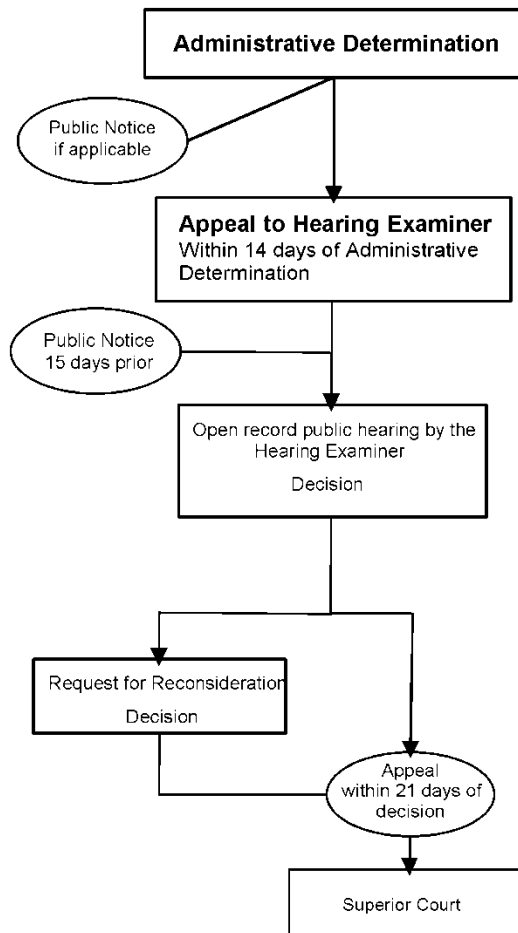 Administrative Determination
Public Notice
if applicable
Appeal to Hearing Examiner
Within 14 days of Administrative
Determination
Public Notice
15 days prior
Open record public hearing by the
Hearing Examiner
Decision
Request for Reconsideration
Decision
Appeal
within 21 days of
decision
Superior Court